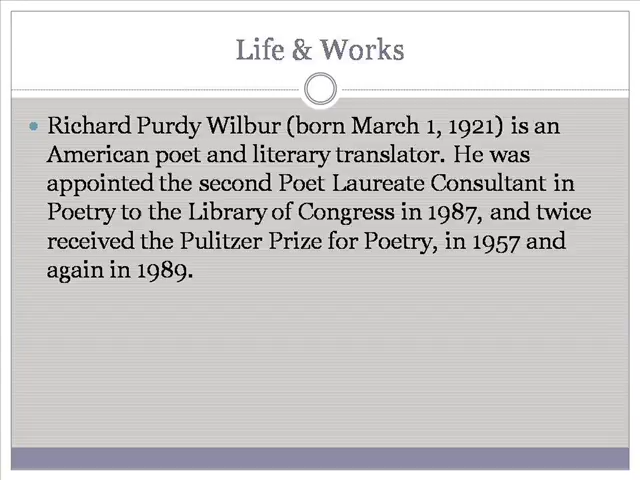 Life & Works
• Richard Purdy Wilbur (born March 1, 1921) is an
American poet and literary translator. He was
appointed the second Poet Laureate Consultant in
Poetry to the Library of Congress in 1987, and twice
received the Pulitzer Prize for Poetry, in 1957 and
again in 1989.